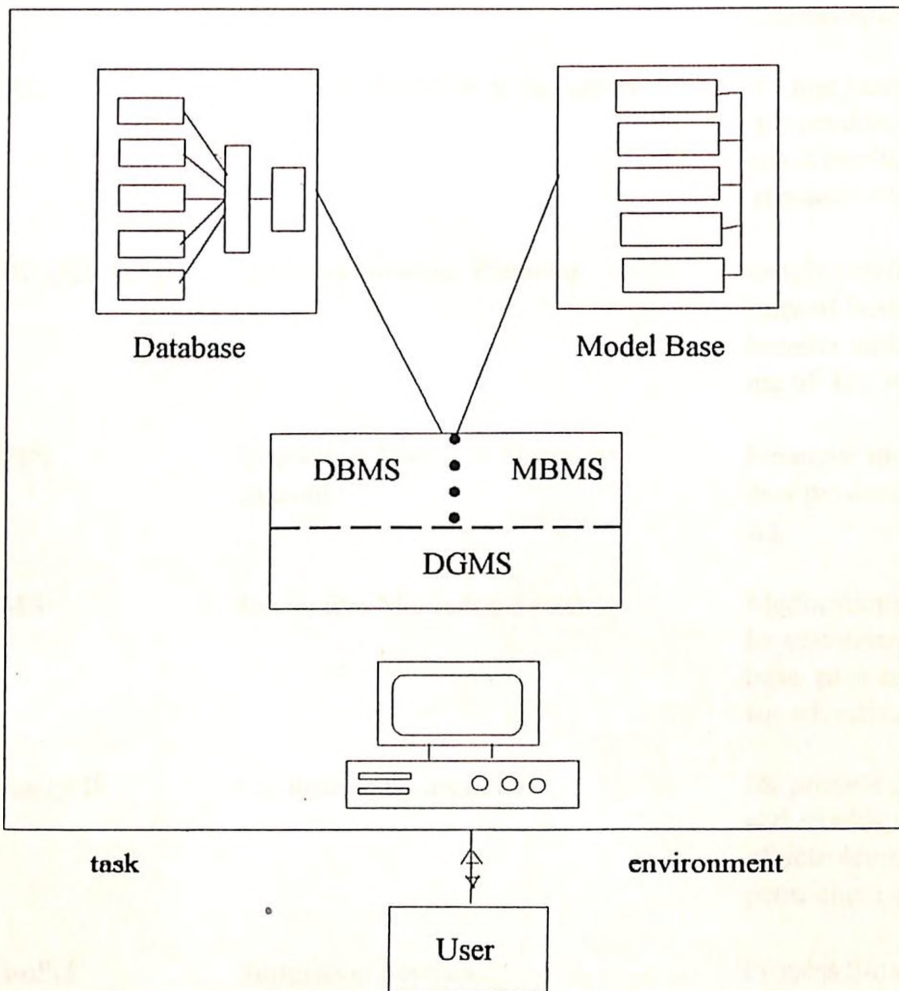 Database Model Base
DBMS MBMS
DGMS
task environment
User